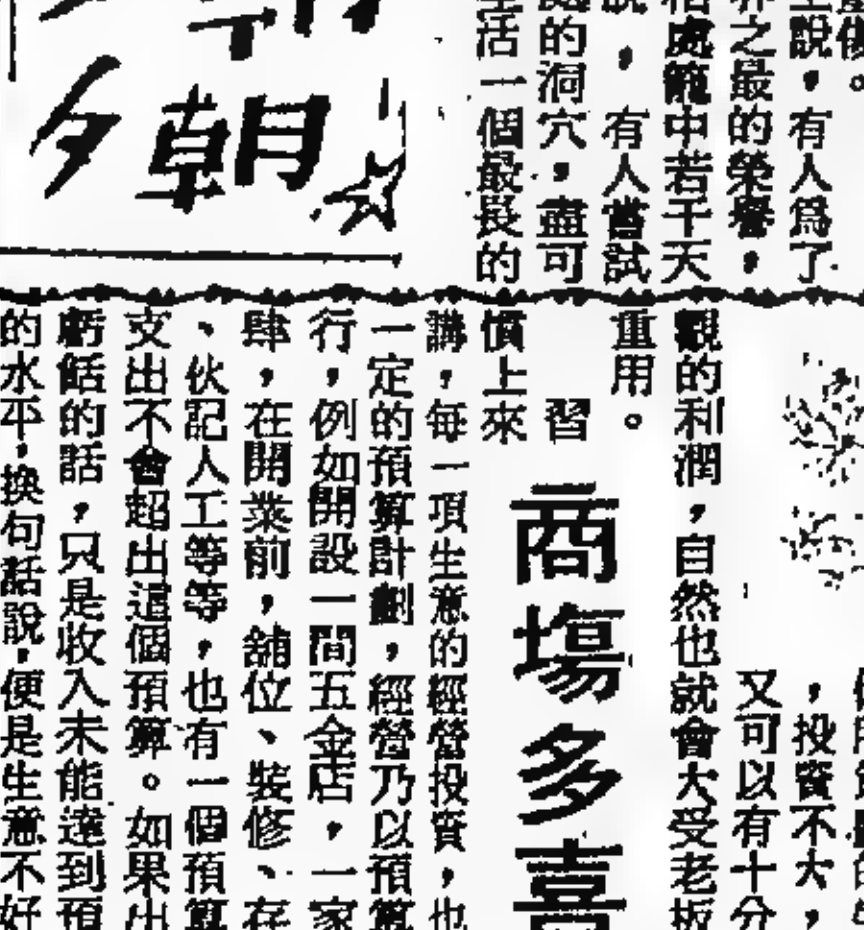 生說，有人爲了
之最的榮譽，
相處籠中若干天
說，有人嘗試
的洞穴，盡可
生活一個最長的
夕朝
，投資不大，
又可以有十分
觀的利潤，自然也就會大受老板
重用。
商塲多喜
習
慣上來
講，每一項生意的經營投資，也
一定的預算計劃，經營乃以預算
行，例如開設一間五金店，一家
肆，在開業前，舖位、裝修、存
、伙記人工等等，也有一個預算
支出不會超出這個預算。如果出
虧餂的話，只是收入未能達到預
的水平，換句話說，便是生意不好